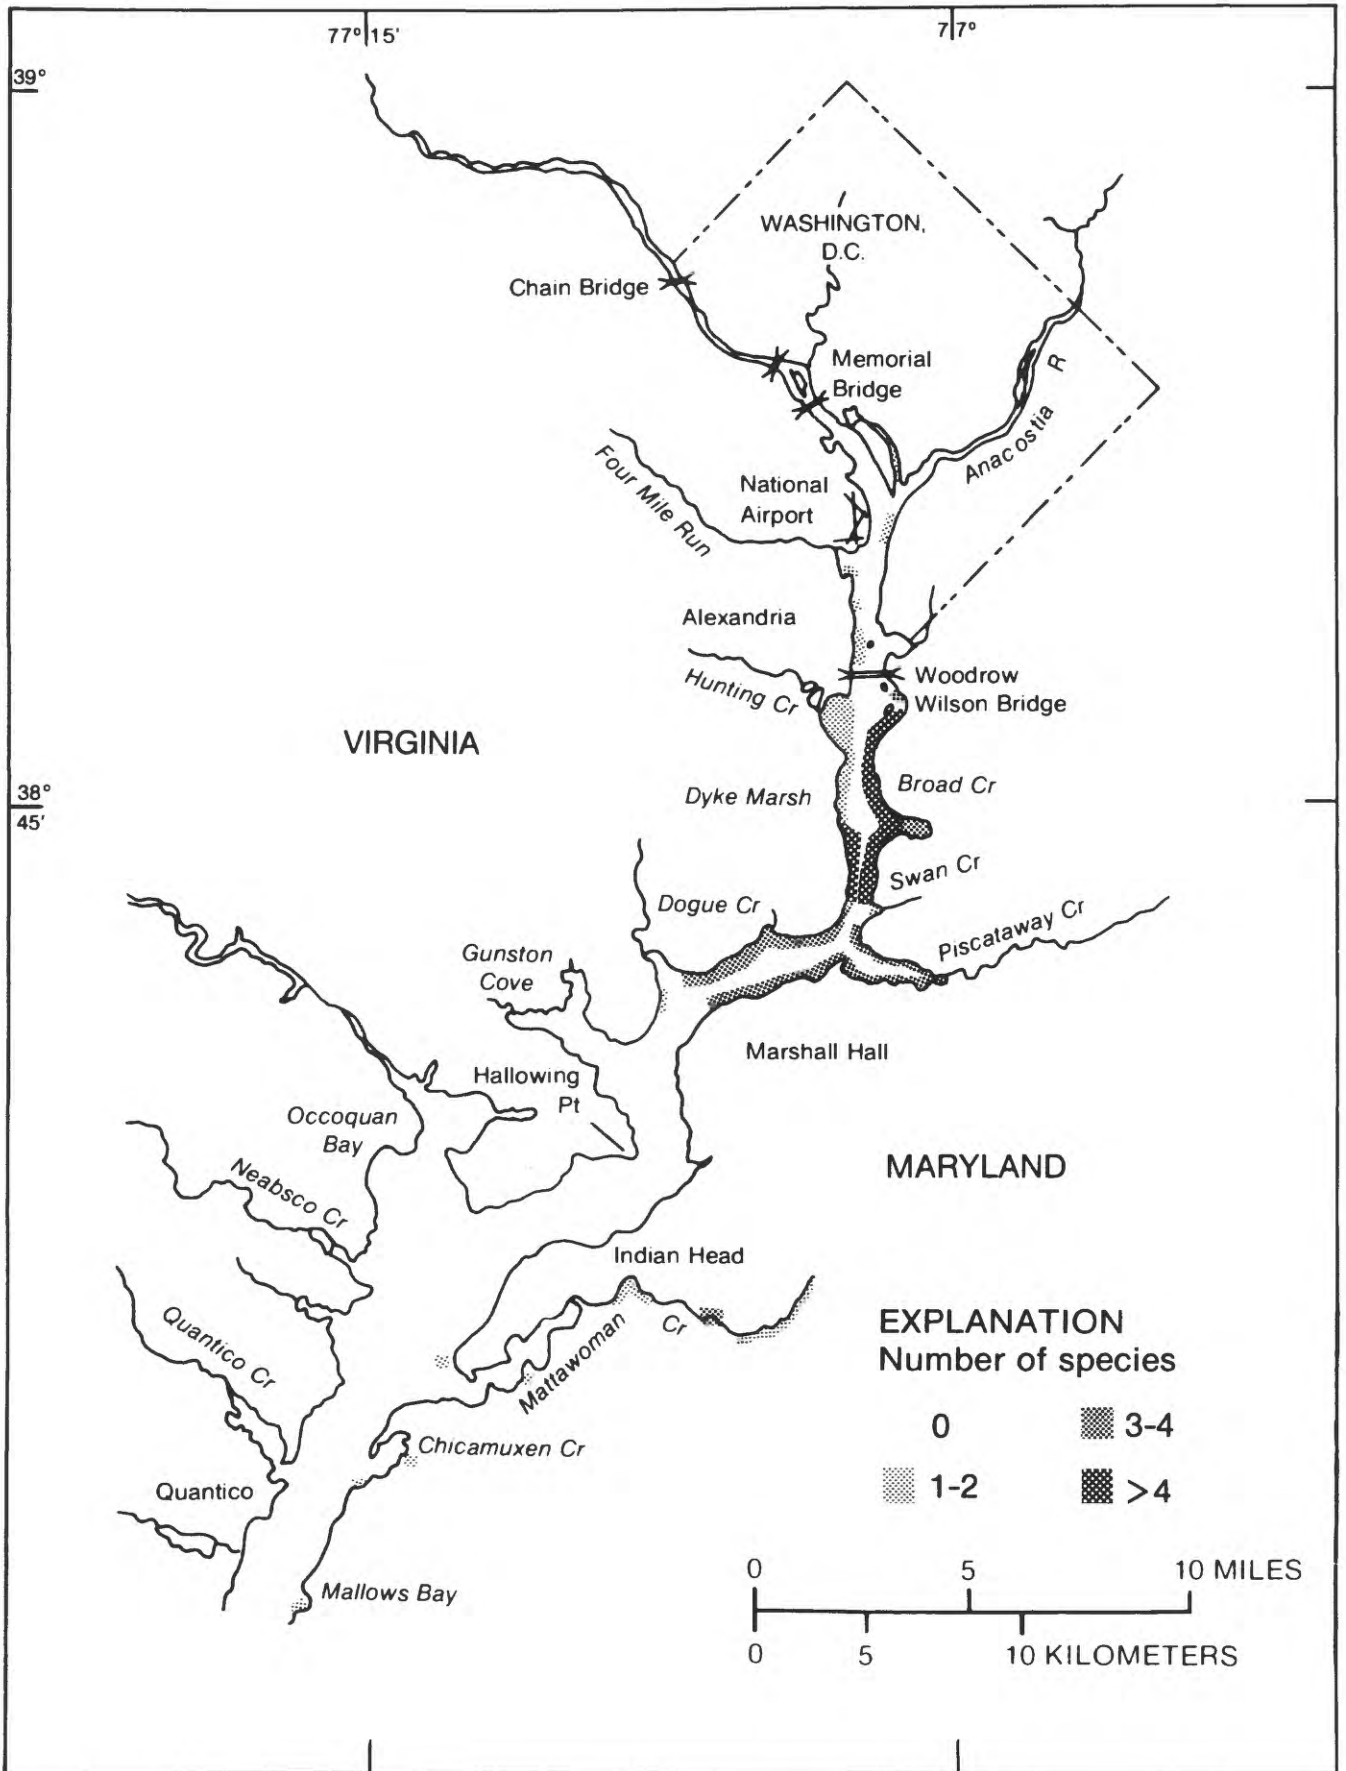 77° 15'
77°
39°
WASHINGTON,
D.C.
Chain Bridge
Memorial
Bridge
Anacostia R
Four Mile Run
National
Airport
Alexandria
Woodrow
Wilson Bridge
Hunting Cr
VIRGINIA
Dyke Marsh
Broad Cr
38°
45'
Swan Cr
Dogue Cr
Piscataway Cr
Gunston
Cove
Marshall Hall
Hallowing
Pt
Occoquan
Bay
Neabsco Cr
MARYLAND
Indian Head
Mattawoman Cr
Quantico Cr
Chicamuxen Cr
Quantico
Mallows Bay
EXPLANATION
Number of species
0
3-4
1-2
>4
0 5 10 MILES
0 5 10 KILOMETERS